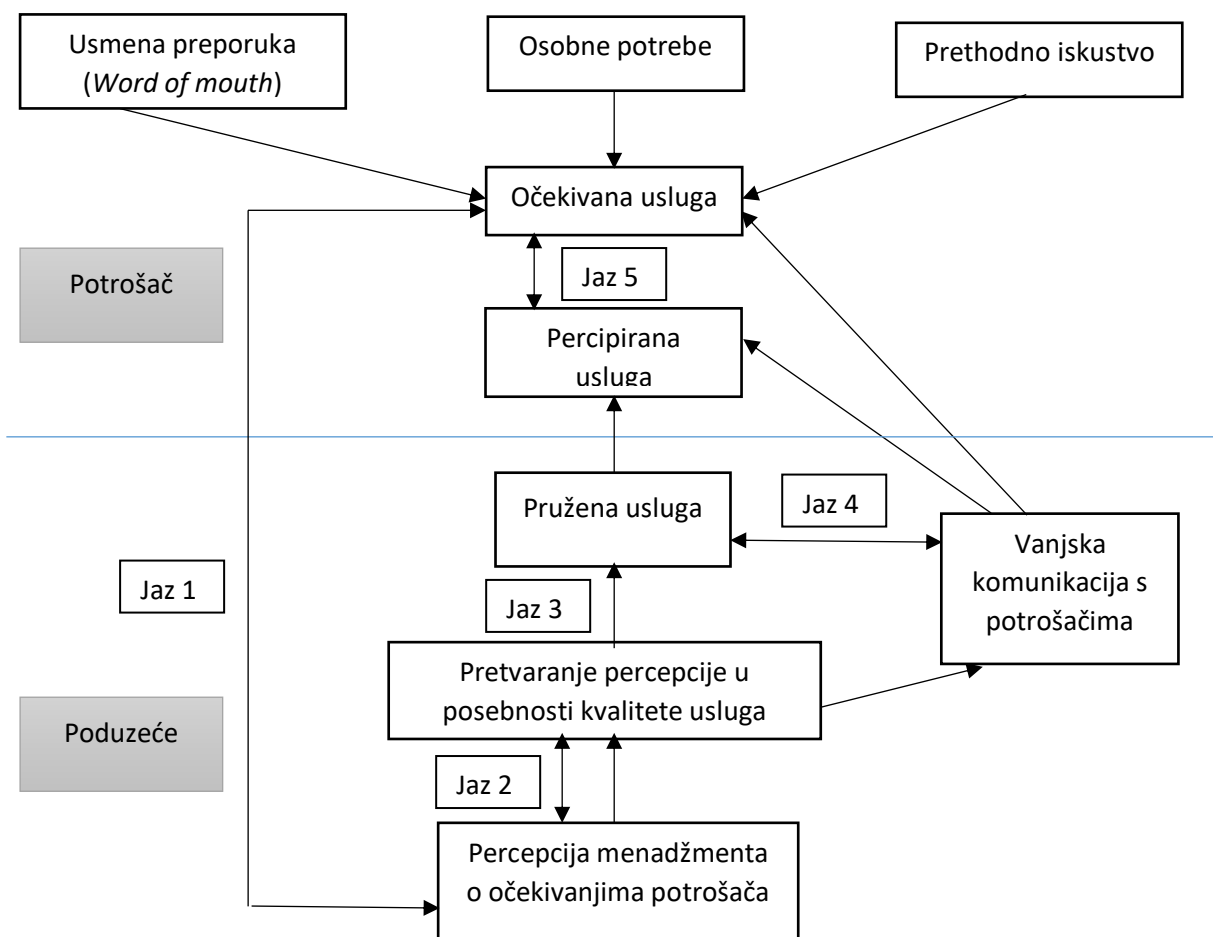 Usmena preporuka
(Word of mouth)
Osobne potrebe
Prethodno iskustvo
Očekivana usluga
Potrošač
Jaz 5
Percipirana
usluga
Pružena usluga
Jaz 4
Vanjska
komunikacija s
potrošačima
Jaz 1
Jaz 3
Pretvaranje percepcije u
posebnosti kvalitete usluga
Poduzeće
Jaz 2
Percepcija menadžmenta
o očekivanjima potrošača